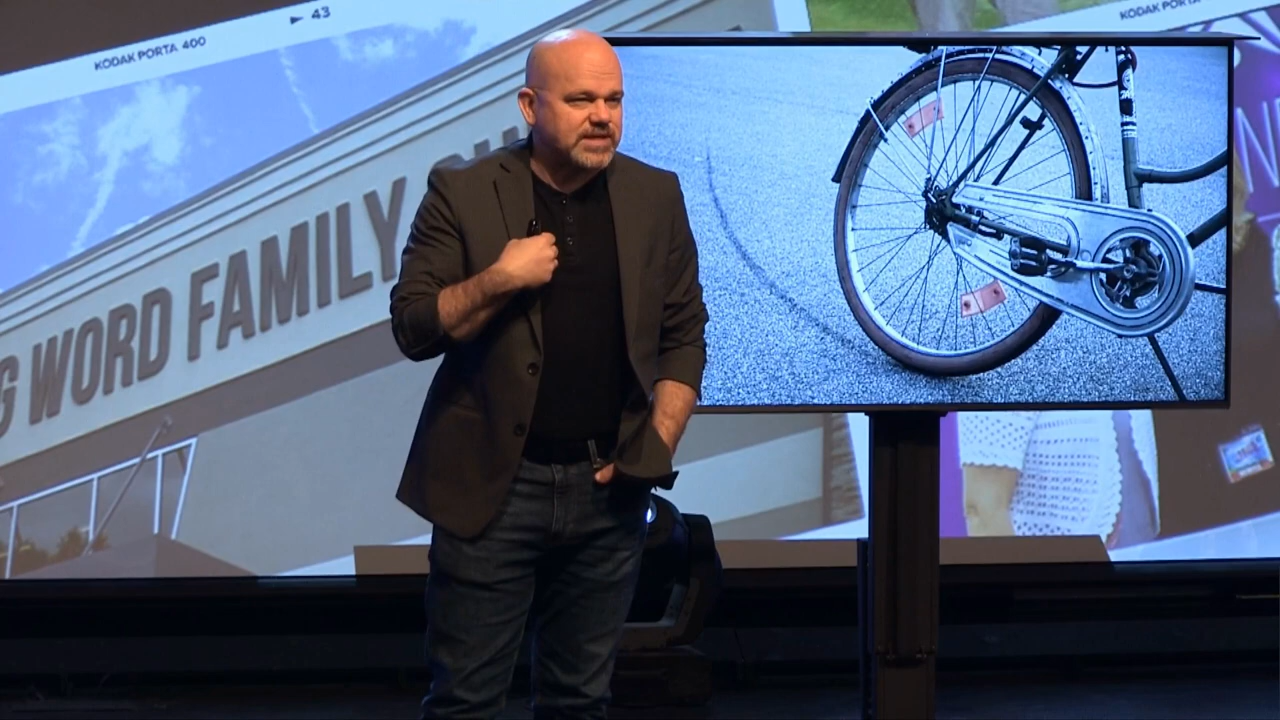 KODAK PORTA 400
▶ 43
KODAK PORTA
WORD FAMILY